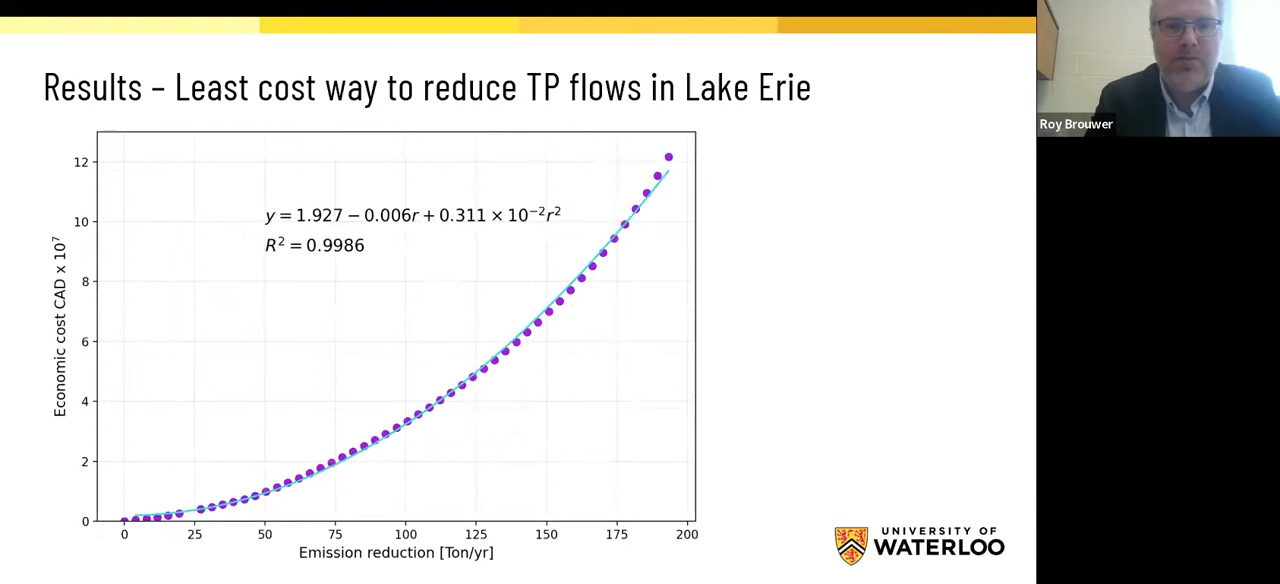 Results – Least cost way to reduce TP flows in Lake Erie
Roy Brouwer
12
10
8
6
4
2
0
Economic cost CAD x 10⁷
y = 1.927 − 0.006r + 0.311 × 10⁻²r²
R² = 0.9986
0 25 50 75 100 125 150 175 200
Emission reduction [Ton/yr]
UNIVERSITY OF
WATERLOO